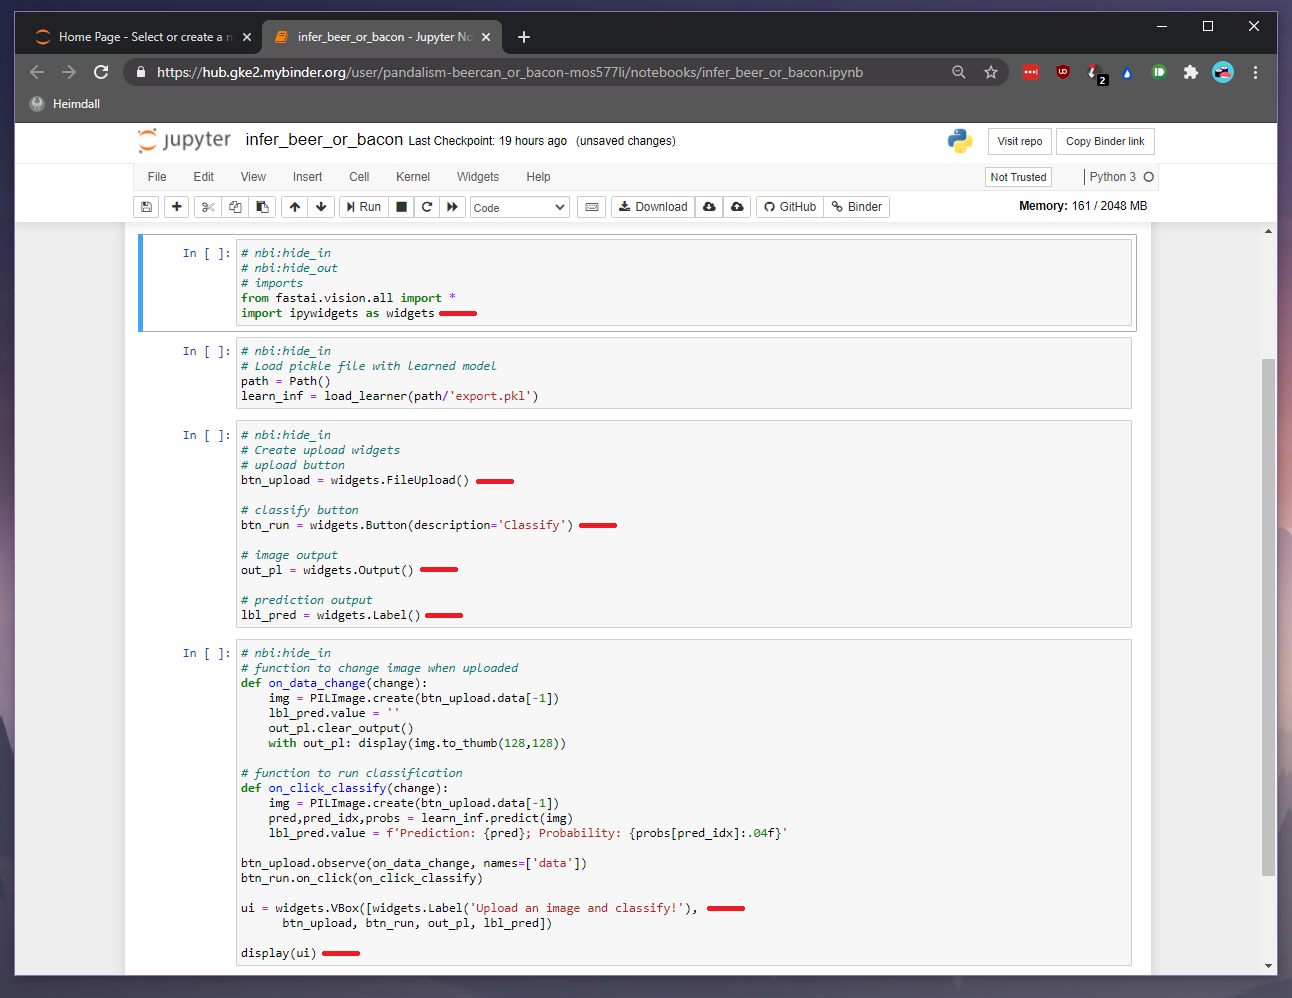 Home Page - Select or create a n
infer_beer_or_bacon - Jupyter No
https://hub.gke2.mybinder.org/user/pandalism-beercan_or_bacon-mos577li/notebooks/infer_beer_or_bacon.ipynb
2
Heimdall
jupyter infer_beer_or_bacon Last Checkpoint: 19 hours ago (unsaved changes)
Visit repo Copy Binder link
File Edit View Insert Cell Kernel Widgets Help Not Trusted Python 3
Run Code Download GitHub Binder Memory: 161 / 2048 MB
In [ ]: # nbi:hide_in
# nbi:hide_out
# imports
from fastai.vision.all import *
import ipywidgets as widgets
In [ ]: # nbi:hide_in
# Load pickle file with learned model
path = Path()
learn_inf = load_learner(path/'export.pkl')
In [ ]: # nbi:hide_in
# Create upload widgets
# upload button
btn_upload = widgets.FileUpload()
# classify button
btn_run = widgets.Button(description='Classify')
# image output
out_pl = widgets.Output()
# prediction output
lbl_pred = widgets.Label()
In [ ]: # nbi:hide_in
# function to change image when uploaded
def on_data_change(change):
img = PILImage.create(btn_upload.data[-1])
lbl_pred.value = ''
out_pl.clear_output()
with out_pl: display(img.to_thumb(128,128))
# function to run classification
def on_click_classify(change):
img = PILImage.create(btn_upload.data[-1])
pred,pred_idx,probs = learn_inf.predict(img)
lbl_pred.value = f'Prediction: {pred}; Probability: {probs[pred_idx]:.04f}'
btn_upload.observe(on_data_change, names=['data'])
btn_run.on_click(on_click_classify)
ui = widgets.VBox([widgets.Label('Upload an image and classify!'),
btn_upload, btn_run, out_pl, lbl_pred])
display(ui)